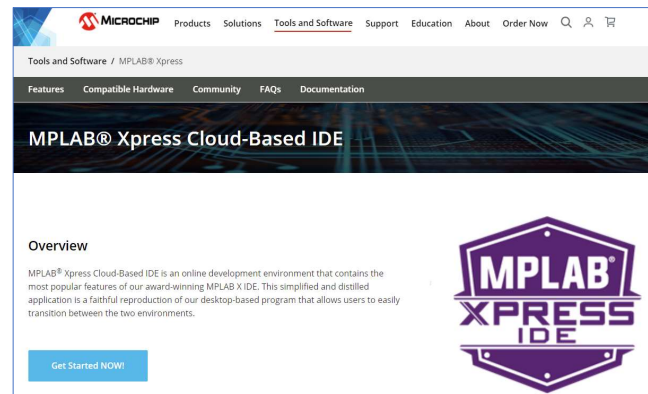 MICROCHIP
Products Solutions Tools and Software Support Education About Order Now
Tools and Software / MPLAB® Xpress
Features Compatible Hardware Community FAQs Documentation
MPLAB® Xpress Cloud-Based IDE
Overview
MPLAB® Xpress Cloud-Based IDE is an online development environment that contains the
most popular features of our award-winning MPLAB X IDE. This simplified and distilled
application is a faithful reproduction of our desktop-based program that allows users to easily
transition between the two environments.
Get Started NOW!
MPLAB®
XPRESS
IDE